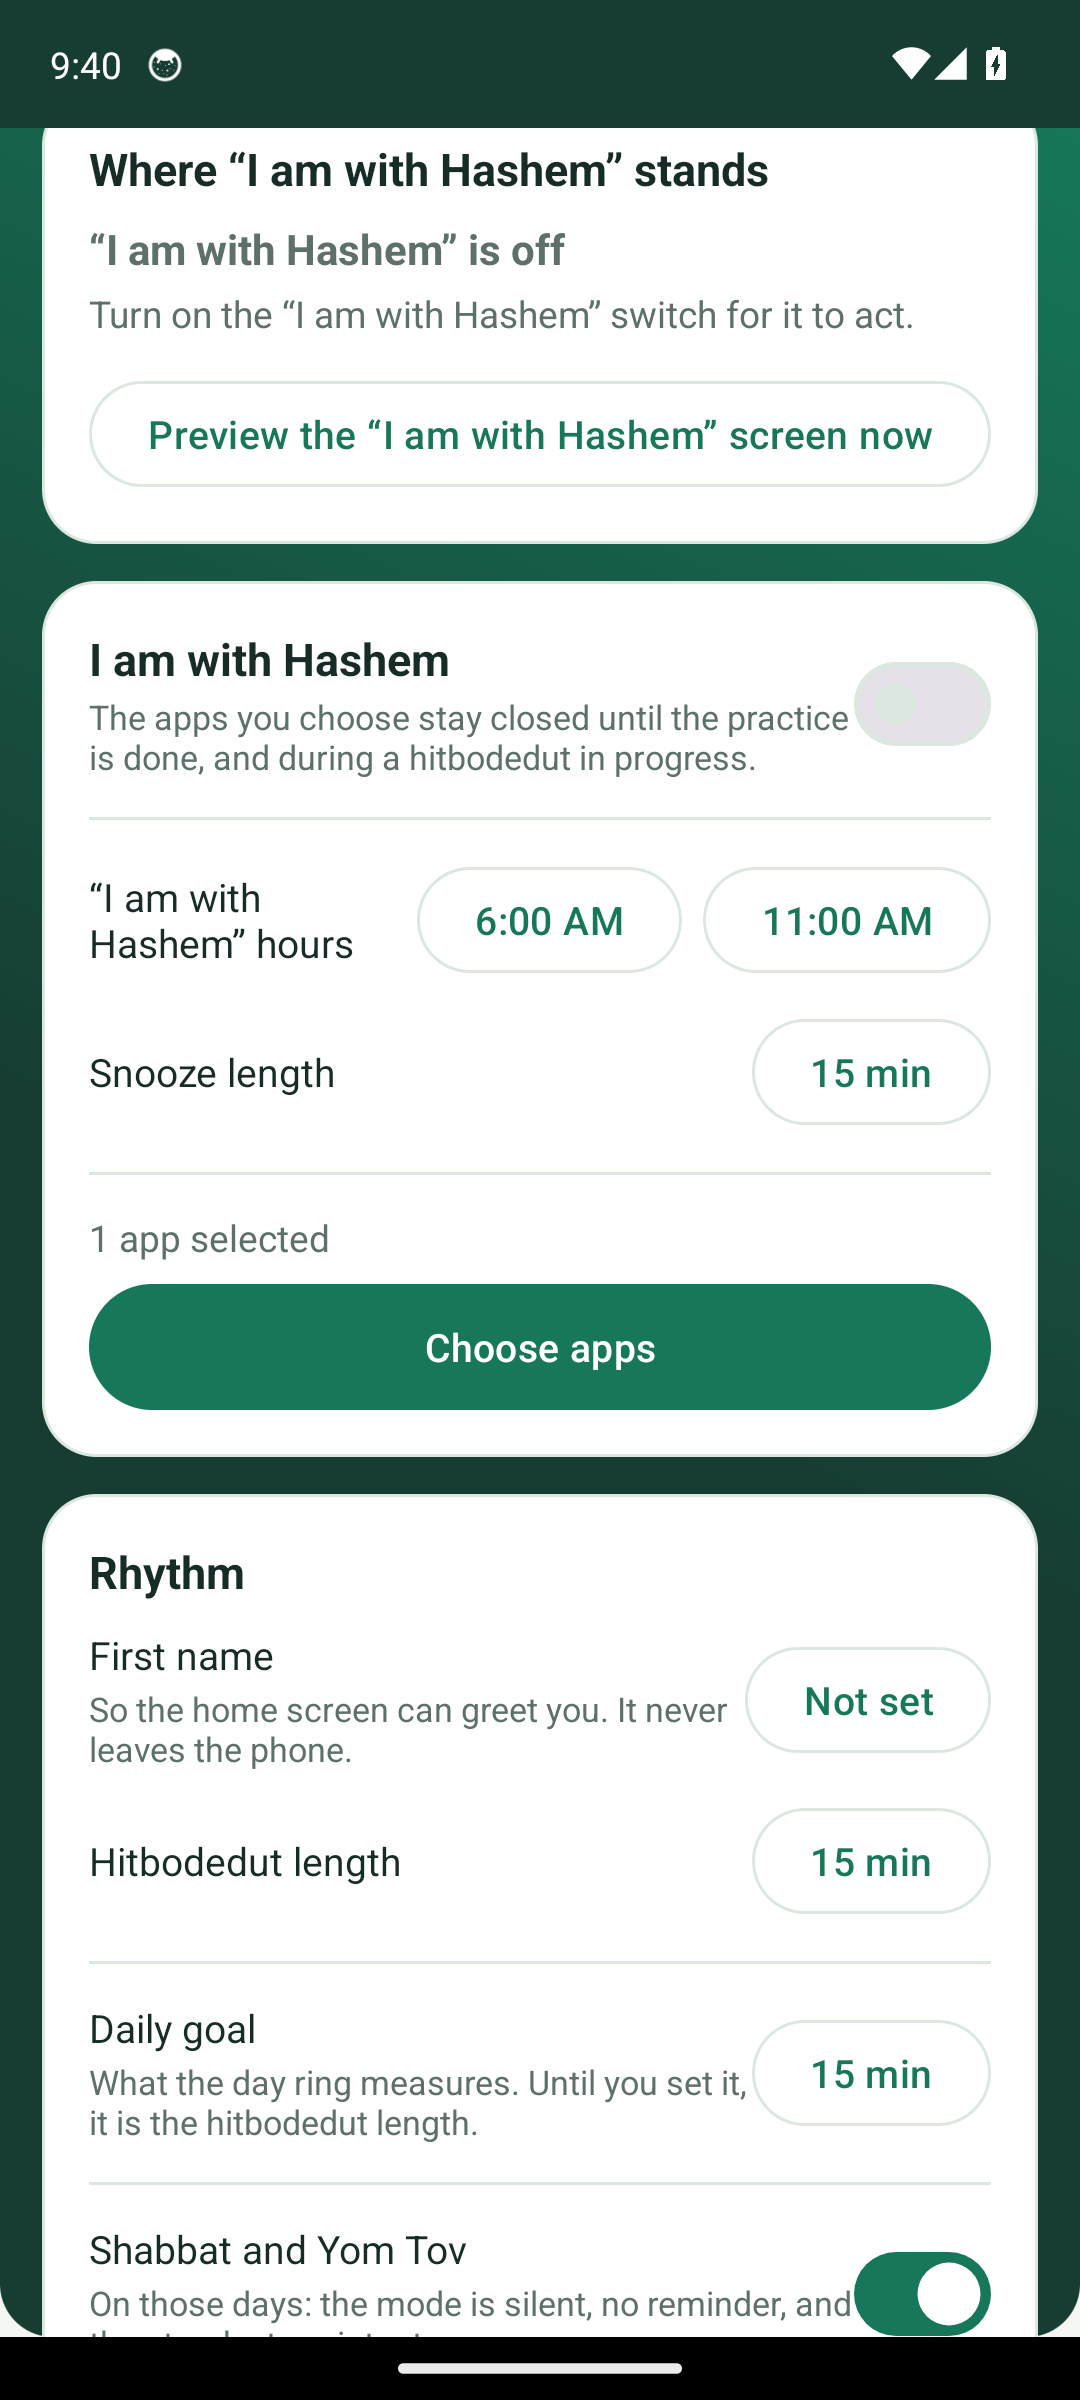 9:40
Where “I am with Hashem” stands
“I am with Hashem” is off
Turn on the “I am with Hashem” switch for it to act.
Preview the “I am with Hashem” screen now
I am with Hashem
The apps you choose stay closed until the practice
is done, and during a hitbodedut in progress.
“I am with
Hashem” hours
6:00 AM
11:00 AM
Snooze length
15 min
1 app selected
Choose apps
Rhythm
First name
So the home screen can greet you. It never
leaves the phone.
Not set
Hitbodedut length
15 min
Daily goal
What the day ring measures. Until you set it,
it is the hitbodedut length.
15 min
Shabbat and Yom Tov
On those days: the mode is silent, no reminder, and